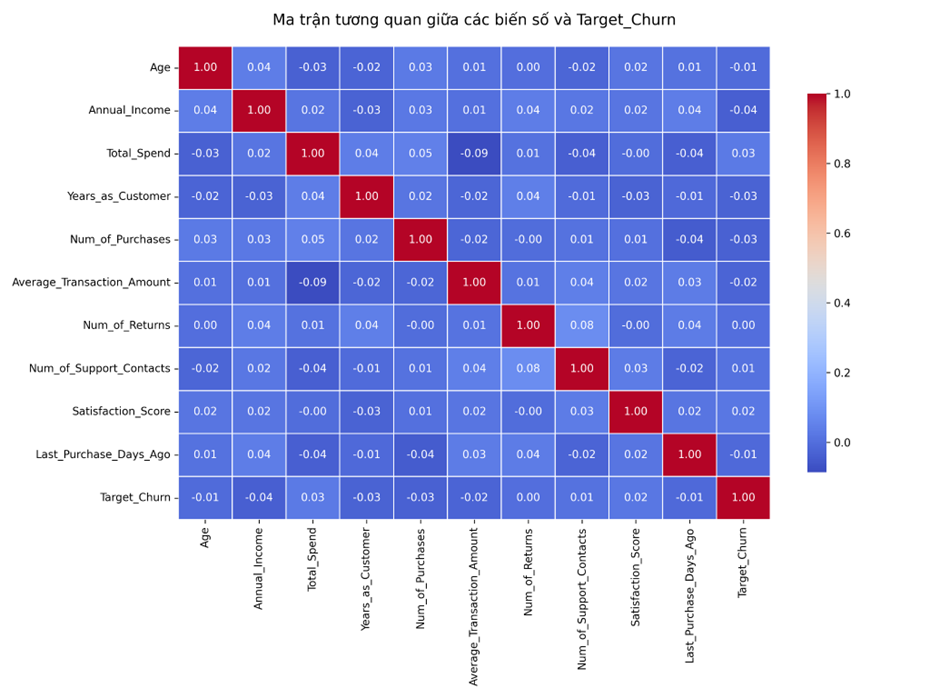 Ma trận tương quan giữa các biến số và Target_Churn
Age 1.00 0.04 -0.03 -0.02 0.03 0.01 0.00 -0.02 0.02 0.01 -0.01
Annual_Income 0.04 1.00 0.02 -0.03 0.03 0.01 0.04 0.02 0.02 0.04 -0.04
Total_Spend -0.03 0.02 1.00 0.04 0.05 -0.09 0.01 -0.04 -0.00 -0.04 0.03
Years_as_Customer -0.02 -0.03 0.04 1.00 0.02 -0.02 0.04 -0.01 -0.03 -0.01 -0.03
Num_of_Purchases 0.03 0.03 0.05 0.02 1.00 -0.02 -0.00 0.01 0.01 -0.04 -0.03
Average_Transaction_Amount 0.01 0.01 -0.09 -0.02 -0.02 1.00 0.01 0.04 0.02 0.03 -0.02
Num_of_Returns 0.00 0.04 0.01 0.04 -0.00 0.01 1.00 0.08 -0.00 0.04 0.00
Num_of_Support_Contacts -0.02 0.02 -0.04 -0.01 0.01 0.04 0.08 1.00 0.03 -0.02 0.01
Satisfaction_Score 0.02 0.02 -0.00 -0.03 0.01 0.02 -0.00 0.03 1.00 0.02 0.02
Last_Purchase_Days_Ago 0.01 0.04 -0.04 -0.01 -0.04 0.03 0.04 -0.02 0.02 1.00 -0.01
Target_Churn -0.01 -0.04 0.03 -0.03 -0.03 -0.02 0.00 0.01 0.02 -0.01 1.00
Age
Annual_Income
Total_Spend
Years_as_Customer
Num_of_Purchases
Average_Transaction_Amount
Num_of_Returns
Num_of_Support_Contacts
Satisfaction_Score
Last_Purchase_Days_Ago
Target_Churn
1.0
0.8
0.6
0.4
0.2
0.0